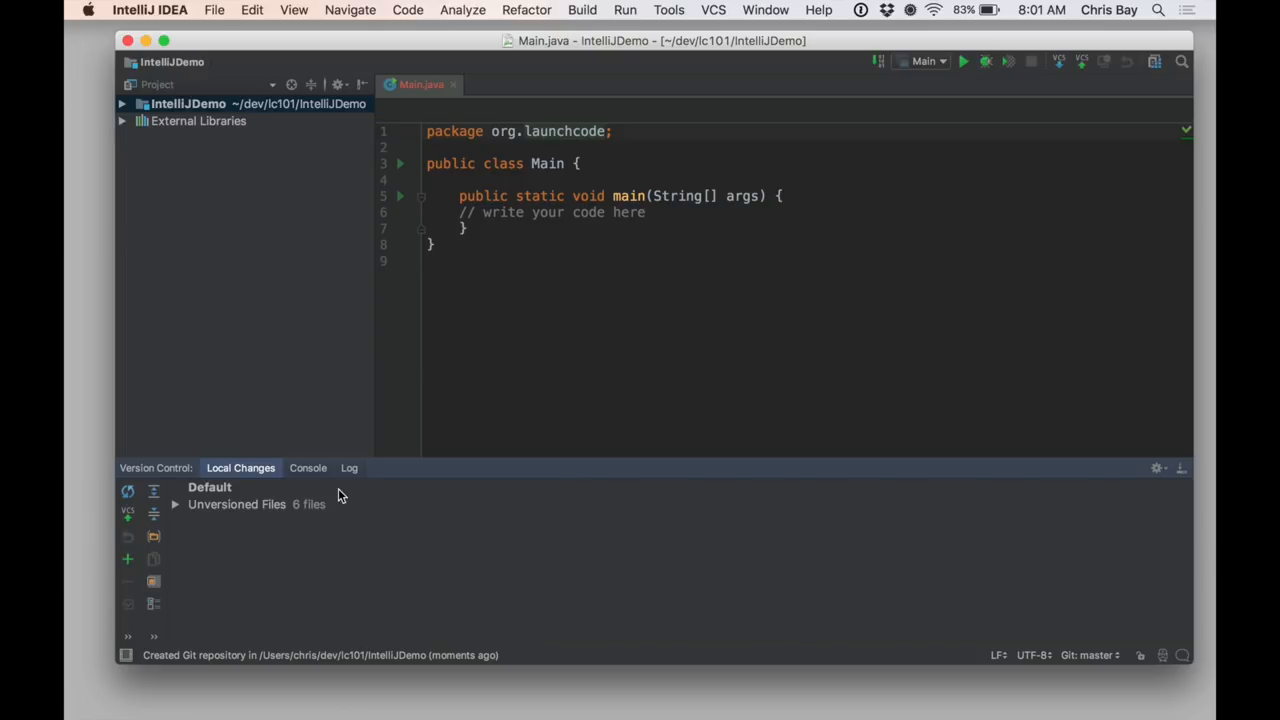 IntelliJ IDEA File Edit View Navigate Code Analyze Refactor Build Run Tools VCS Window Help 83% 8:01 AM Chris Bay
Main.java - IntelliJDemo - [~/dev/lc101/IntelliJDemo]
IntelliJDemo Main VCS VCS
Project Main.java
IntelliJDemo ~/dev/lc101/IntelliJDemo
External Libraries
1 package org.launchcode;
2
3 public class Main {
4
5 public static void main(String[] args) {
6 // write your code here
7 }
8 }
9
Version Control: Local Changes Console Log
Default
Unversioned Files 6 files
VCS
Created Git repository in /Users/chris/dev/lc101/IntelliJDemo (moments ago) LF UTF-8 Git: master